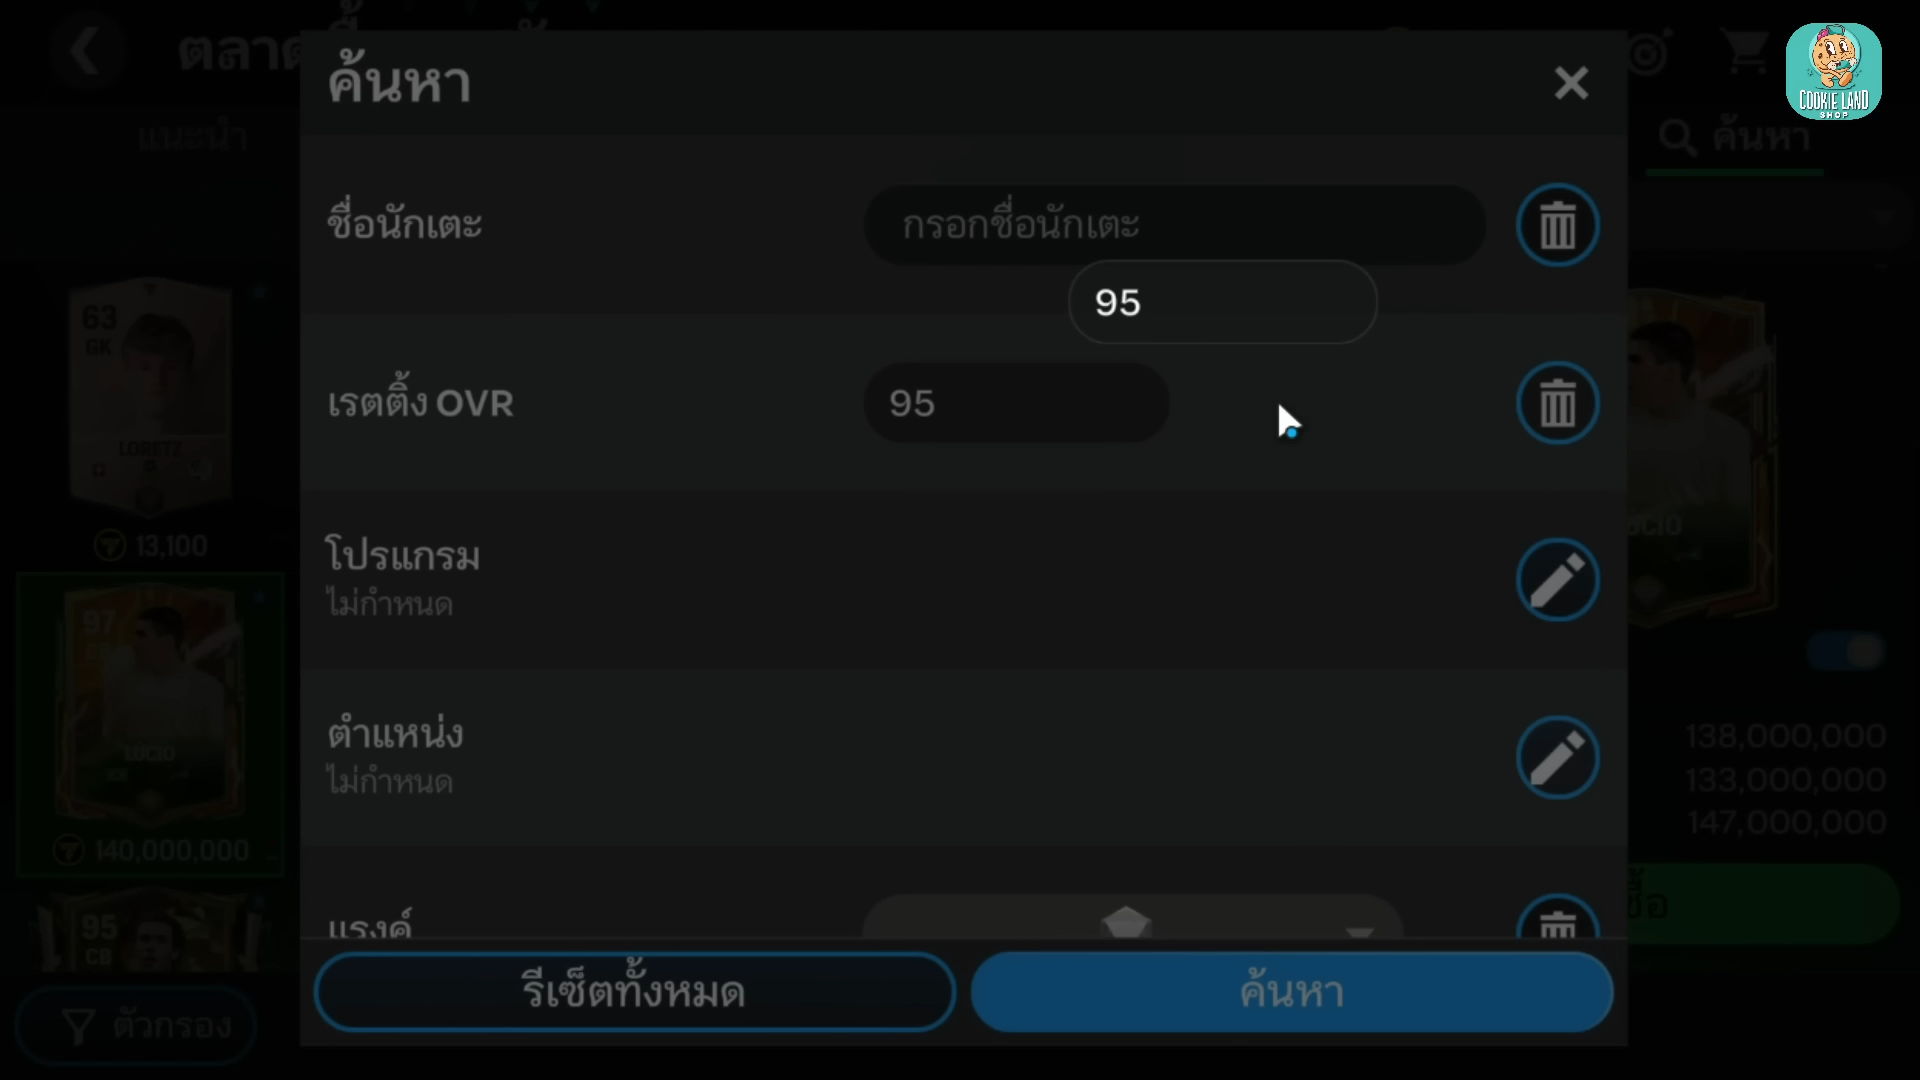 ค้นหา
COOKIE LAND
SHOP
แนะนำ
ค้นหา
ชื่อนักเตะ
กรอกชื่อนักเตะ
95
เรตติ้ง OVR
95
63
GK
LORETZ
13,100
โปรแกรม
ไม่กำหนด
97
LÚCIO
140,000,000
ตำแหน่ง
ไม่กำหนด
138,000,000
133,000,000
147,000,000
95
CB
แรงค์
รีเซ็ตทั้งหมด
ค้นหา
ตัวกรอง